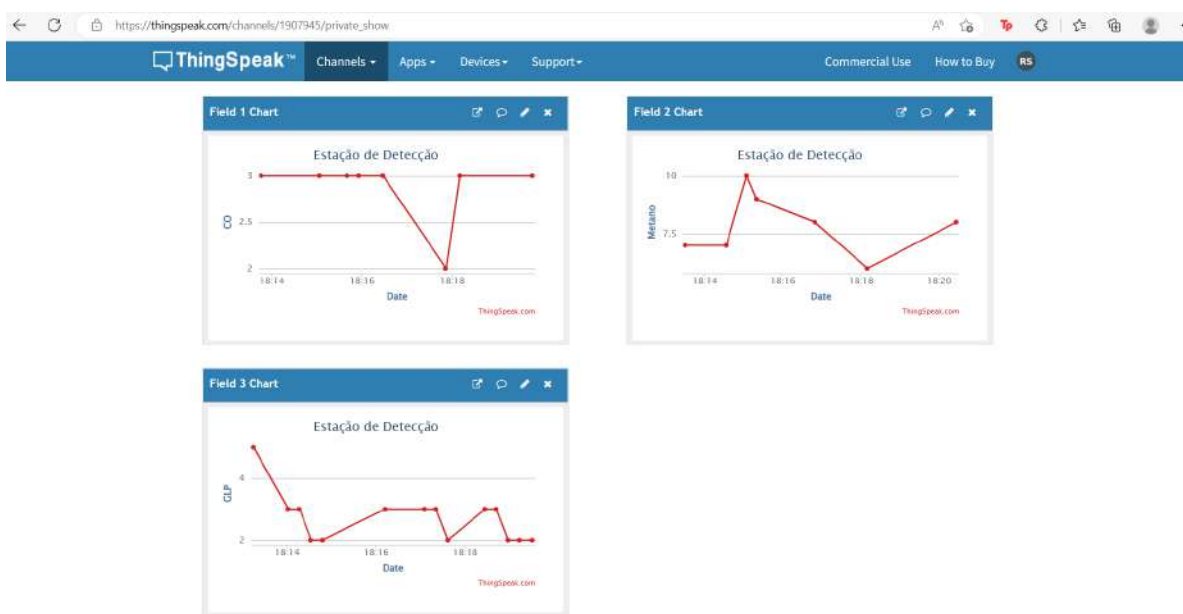 https://thingspeak.com/channels/1907945/private_show
ThingSpeak™ Channels Apps Devices Support Commercial Use How to Buy RS
Field 1 Chart
Estação de Detecção
3
2.5
2
CO
18:14 18:16 18:18
Date
ThingSpeak.com
Field 2 Chart
Estação de Detecção
10
7.5
Metano
18:14 18:16 18:18 18:20
Date
ThingSpeak.com
Field 3 Chart
Estação de Detecção
4
2
GLP
18:14 18:16 18:18
Date
ThingSpeak.com